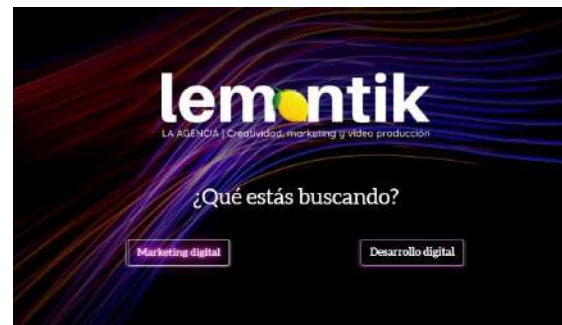 lemontik
LA AGENCIA | Creatividad, marketing y video producción
¿Qué estás buscando?
Marketing digital
Desarrollo digital